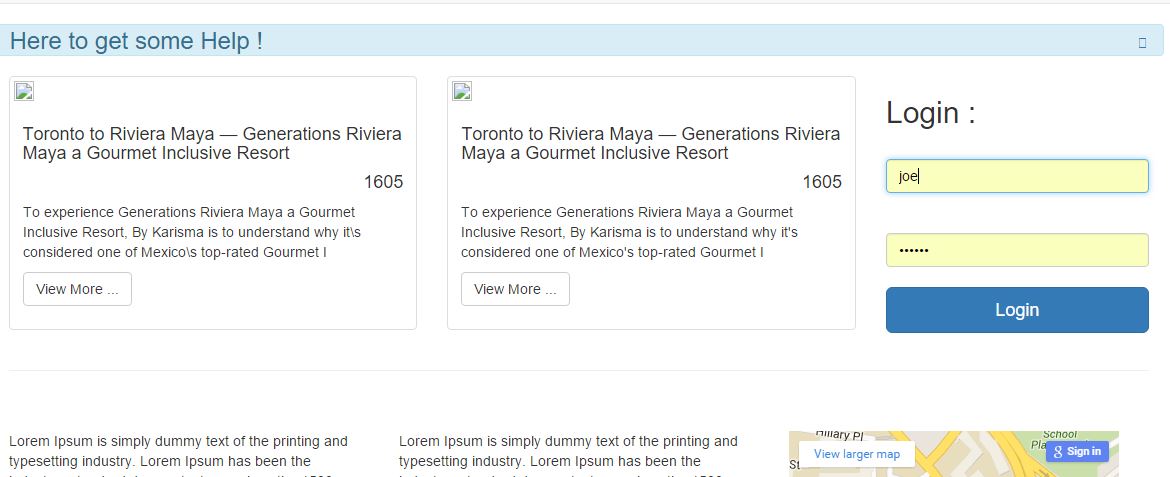 Here to get some Help !
Toronto to Riviera Maya — Generations Riviera
Maya a Gourmet Inclusive Resort
1605
To experience Generations Riviera Maya a Gourmet
Inclusive Resort, By Karisma is to understand why it\s
considered one of Mexico\s top-rated Gourmet I
View More ...
Toronto to Riviera Maya — Generations Riviera
Maya a Gourmet Inclusive Resort
1605
To experience Generations Riviera Maya a Gourmet
Inclusive Resort, By Karisma is to understand why it's
considered one of Mexico's top-rated Gourmet I
View More ...
Login :
joe
••••••
Login
Lorem Ipsum is simply dummy text of the printing and
typesetting industry. Lorem Ipsum has been the
Lorem Ipsum is simply dummy text of the printing and
typesetting industry. Lorem Ipsum has been the
Hillary Pl
School
St
View larger map
8 Sign in